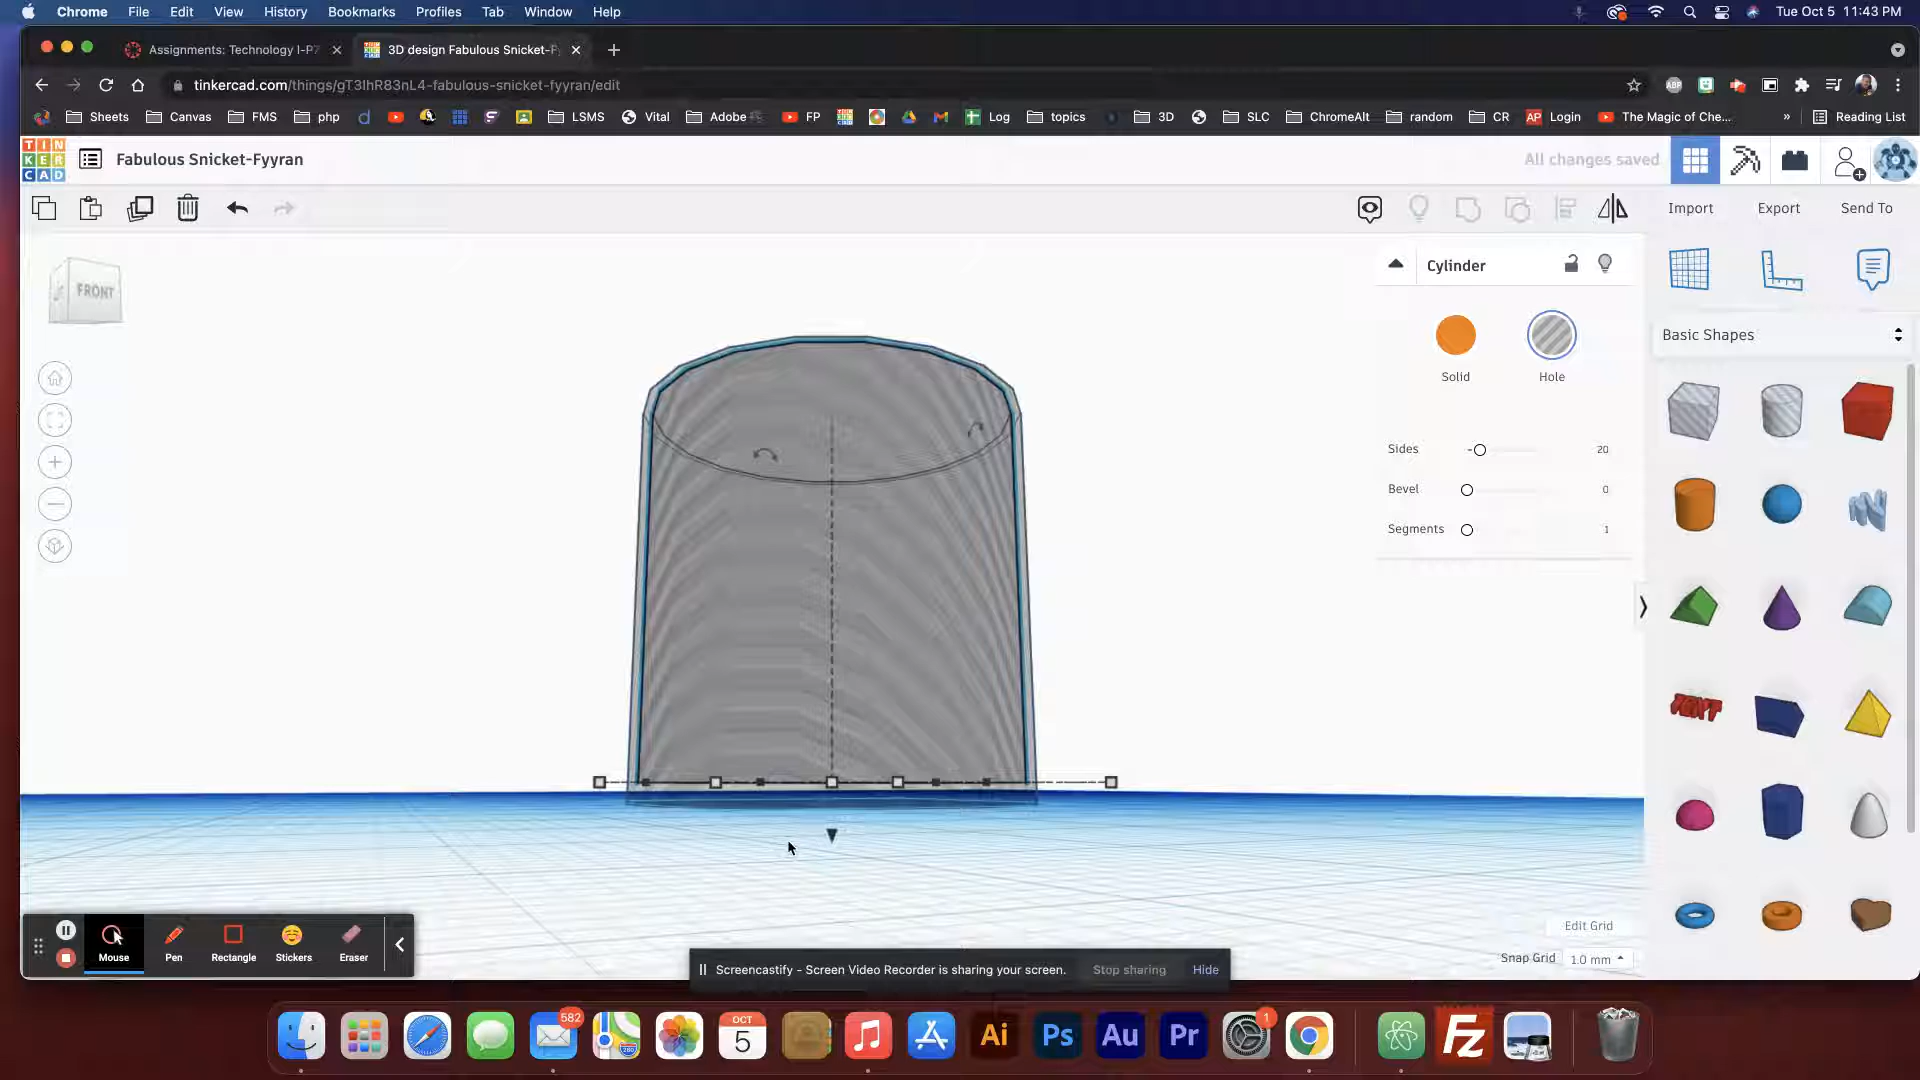 Chrome File Edit View History Bookmarks Profiles Tab Window Help Tue Oct 5 11:43 PM
Assignments: Technology I-P7 3D design Fabulous Snicket-F
tinkercad.com/things/gT3IhR83nL4-fabulous-snicket-fyyran/edit
Sheets Canvas FMS php LSMS Vital Adobe FP Log topics 3D SLC ChromeAlt random CR AP Login The Magic of Che... » Reading List
TIN
KER
CAD
Fabulous Snicket-Fyyran
All changes saved
Import Export Send To
FRONT
Cylinder
Solid Hole
Basic Shapes
Sides 20
Bevel 0
Segments 1
TEXT
Edit Grid
Snap Grid 1.0 mm
Mouse Pen Rectangle Stickers Eraser
Screencastify - Screen Video Recorder is sharing your screen. Stop sharing Hide
582
OCT
5
280
Ai Ps Au Pr
1
FZ